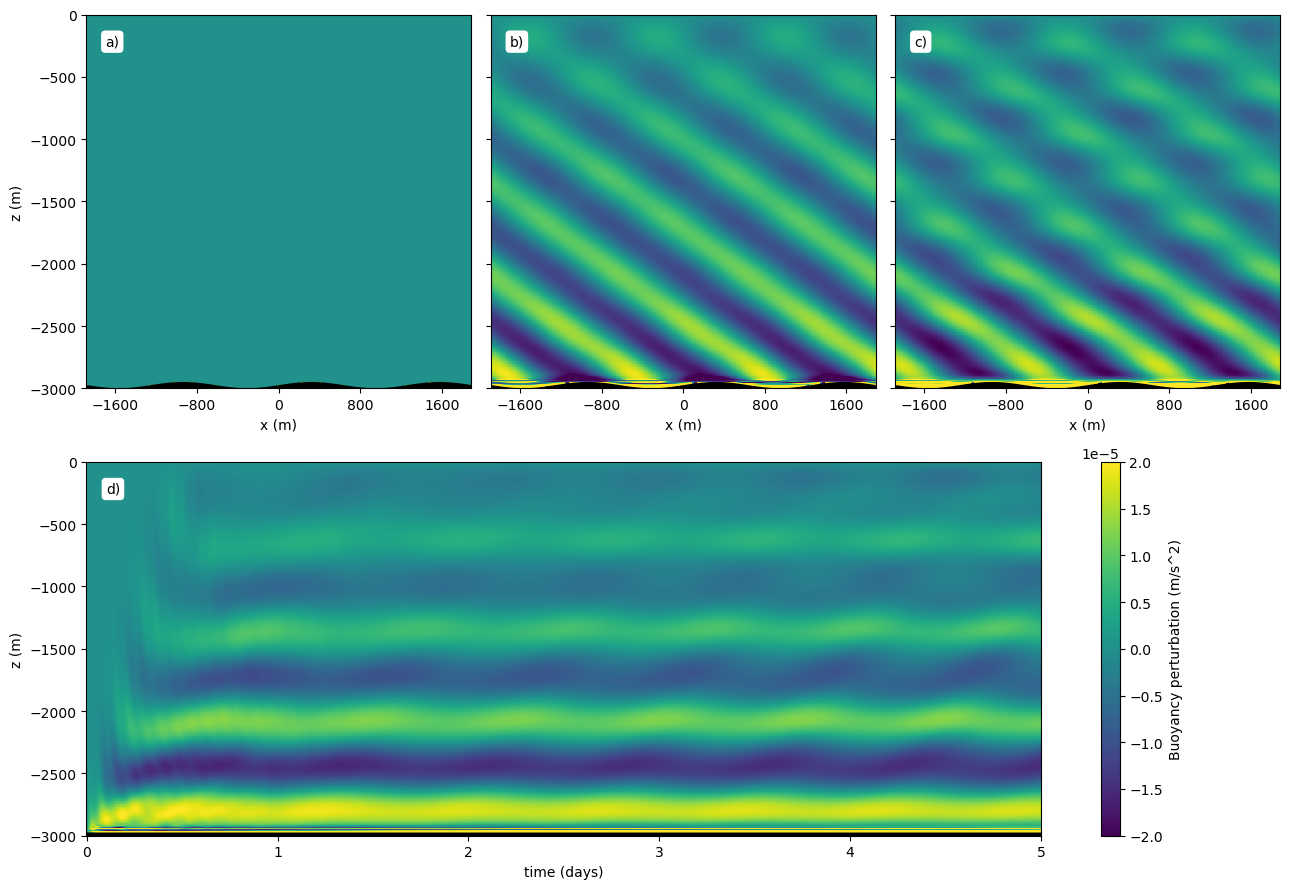 a)
b)
c)
0
−500
−1000
−1500
−2000
−2500
−3000
z (m)
−1600 −800 0 800 1600
−1600 −800 0 800 1600
−1600 −800 0 800 1600
x (m)
x (m)
x (m)
d)
0
−500
−1000
−1500
−2000
−2500
−3000
z (m)
0 1 2 3 4 5
time (days)
1e−5
2.0
1.5
1.0
0.5
0.0
−0.5
−1.0
−1.5
−2.0
Buoyancy perturbation (m/s^2)